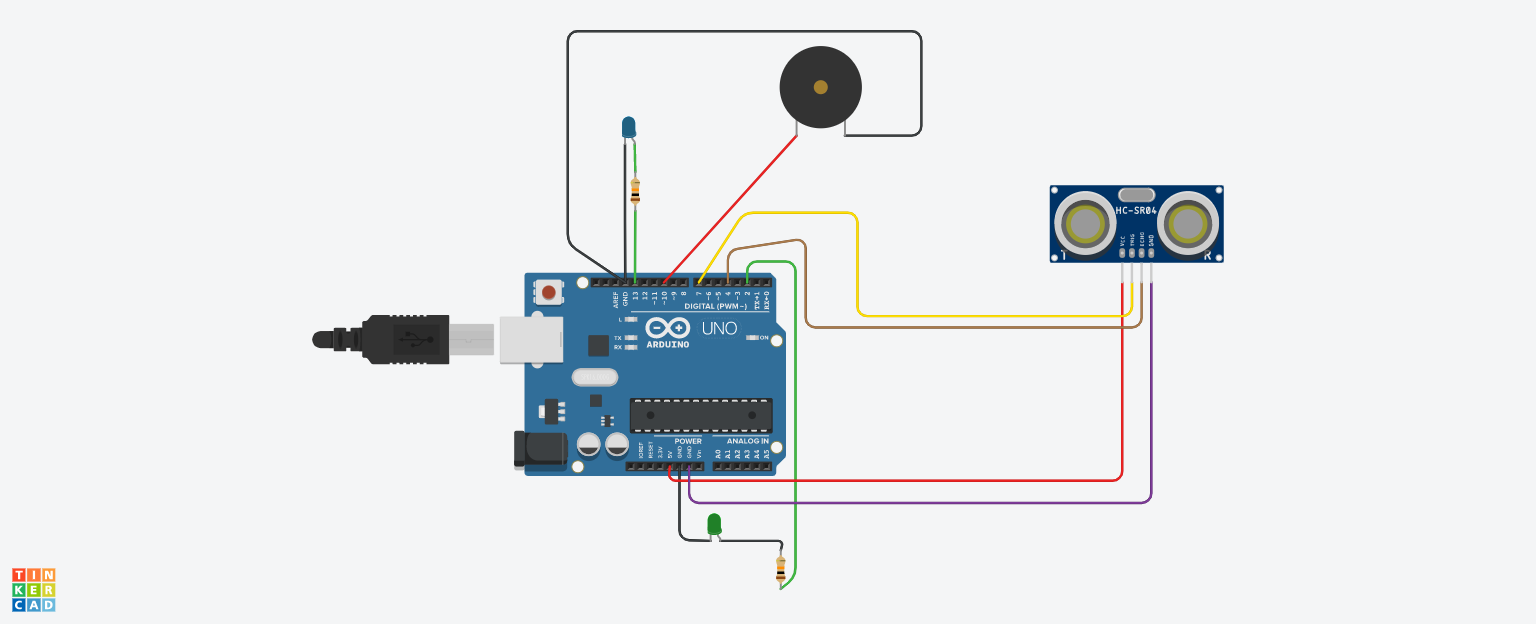 HC-SR04
VCC
TRIG
ECHO
GND
T
R
AREF
GND
13
12
~11
~10
~9
8
7
~6
~5
4
~3
2
TX→1
RX←0
DIGITAL (PWM~)
L
TX
RX
ARDUINO
UNO
ON
POWER
ANALOG IN
IOREF
RESET
3.3V
5V
GND
GND
Vin
A0
A1
A2
A3
A4
A5
TIN
KER
CAD